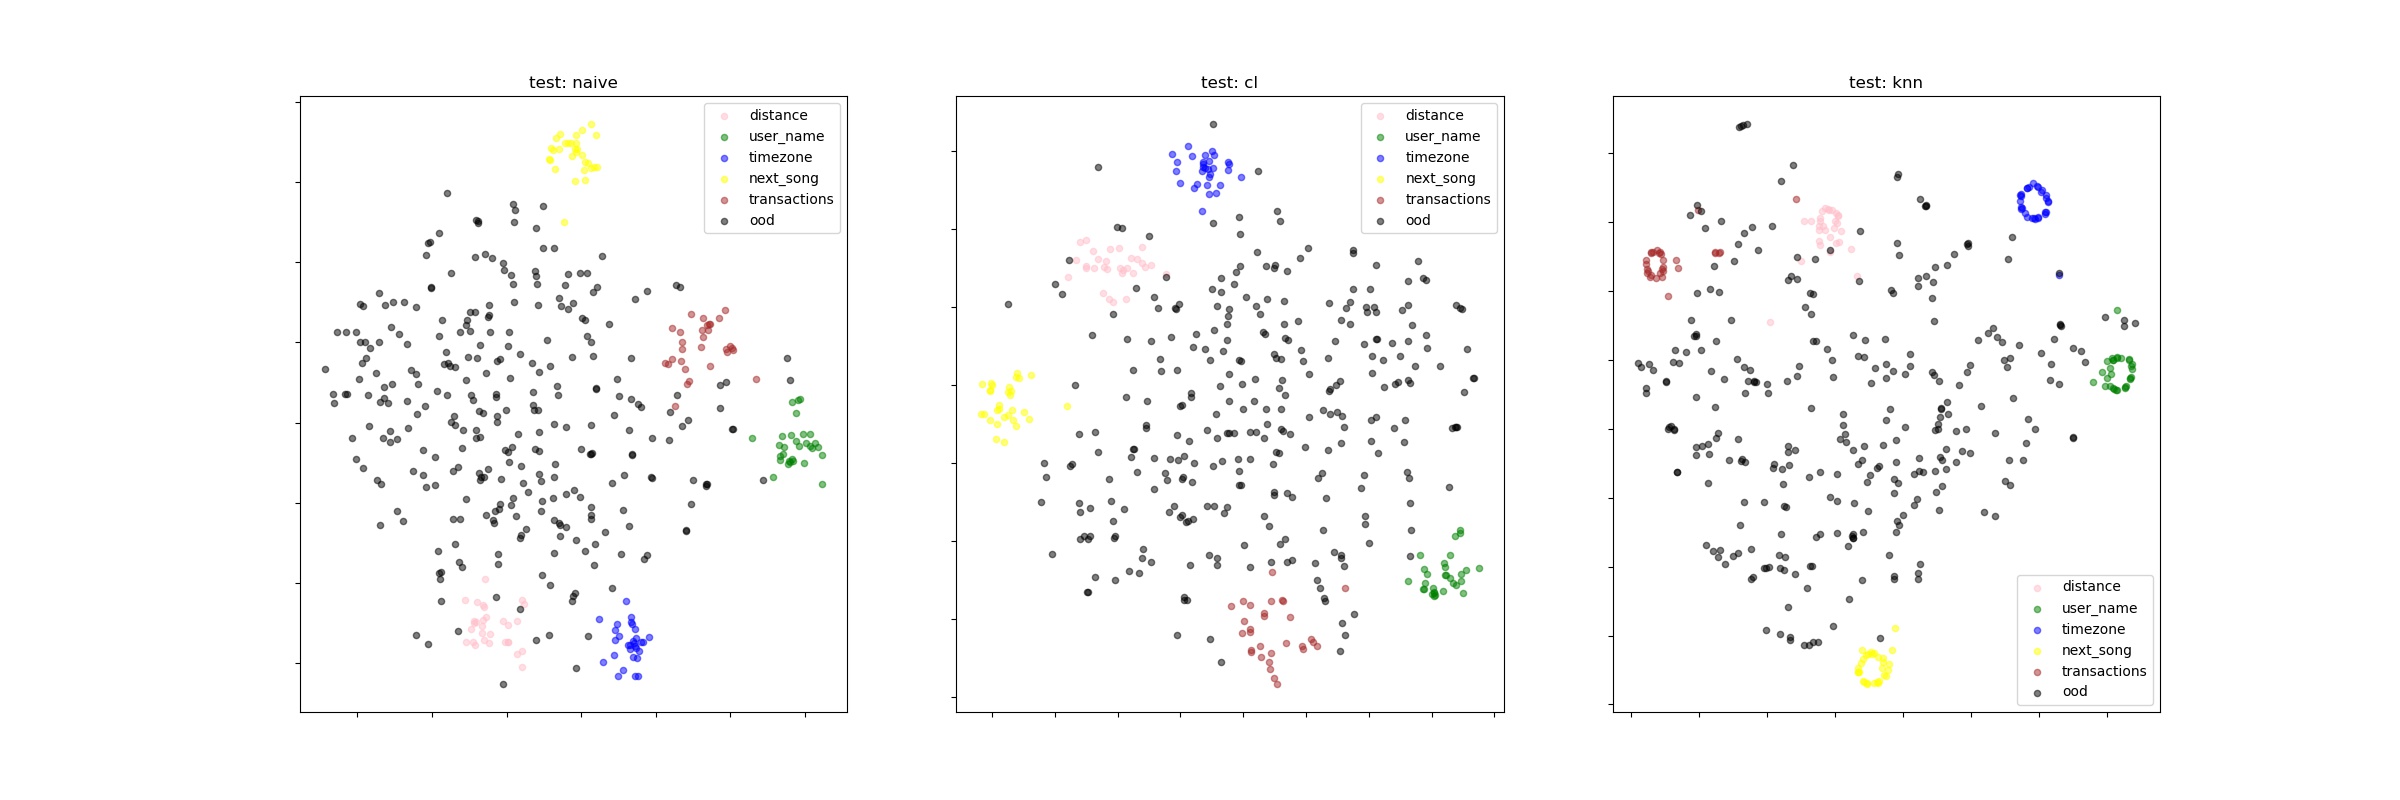 test: naive
distance
user_name
timezone
next_song
transactions
ood
test: cl
distance
user_name
timezone
next_song
transactions
ood
test: knn
distance
user_name
timezone
next_song
transactions
ood